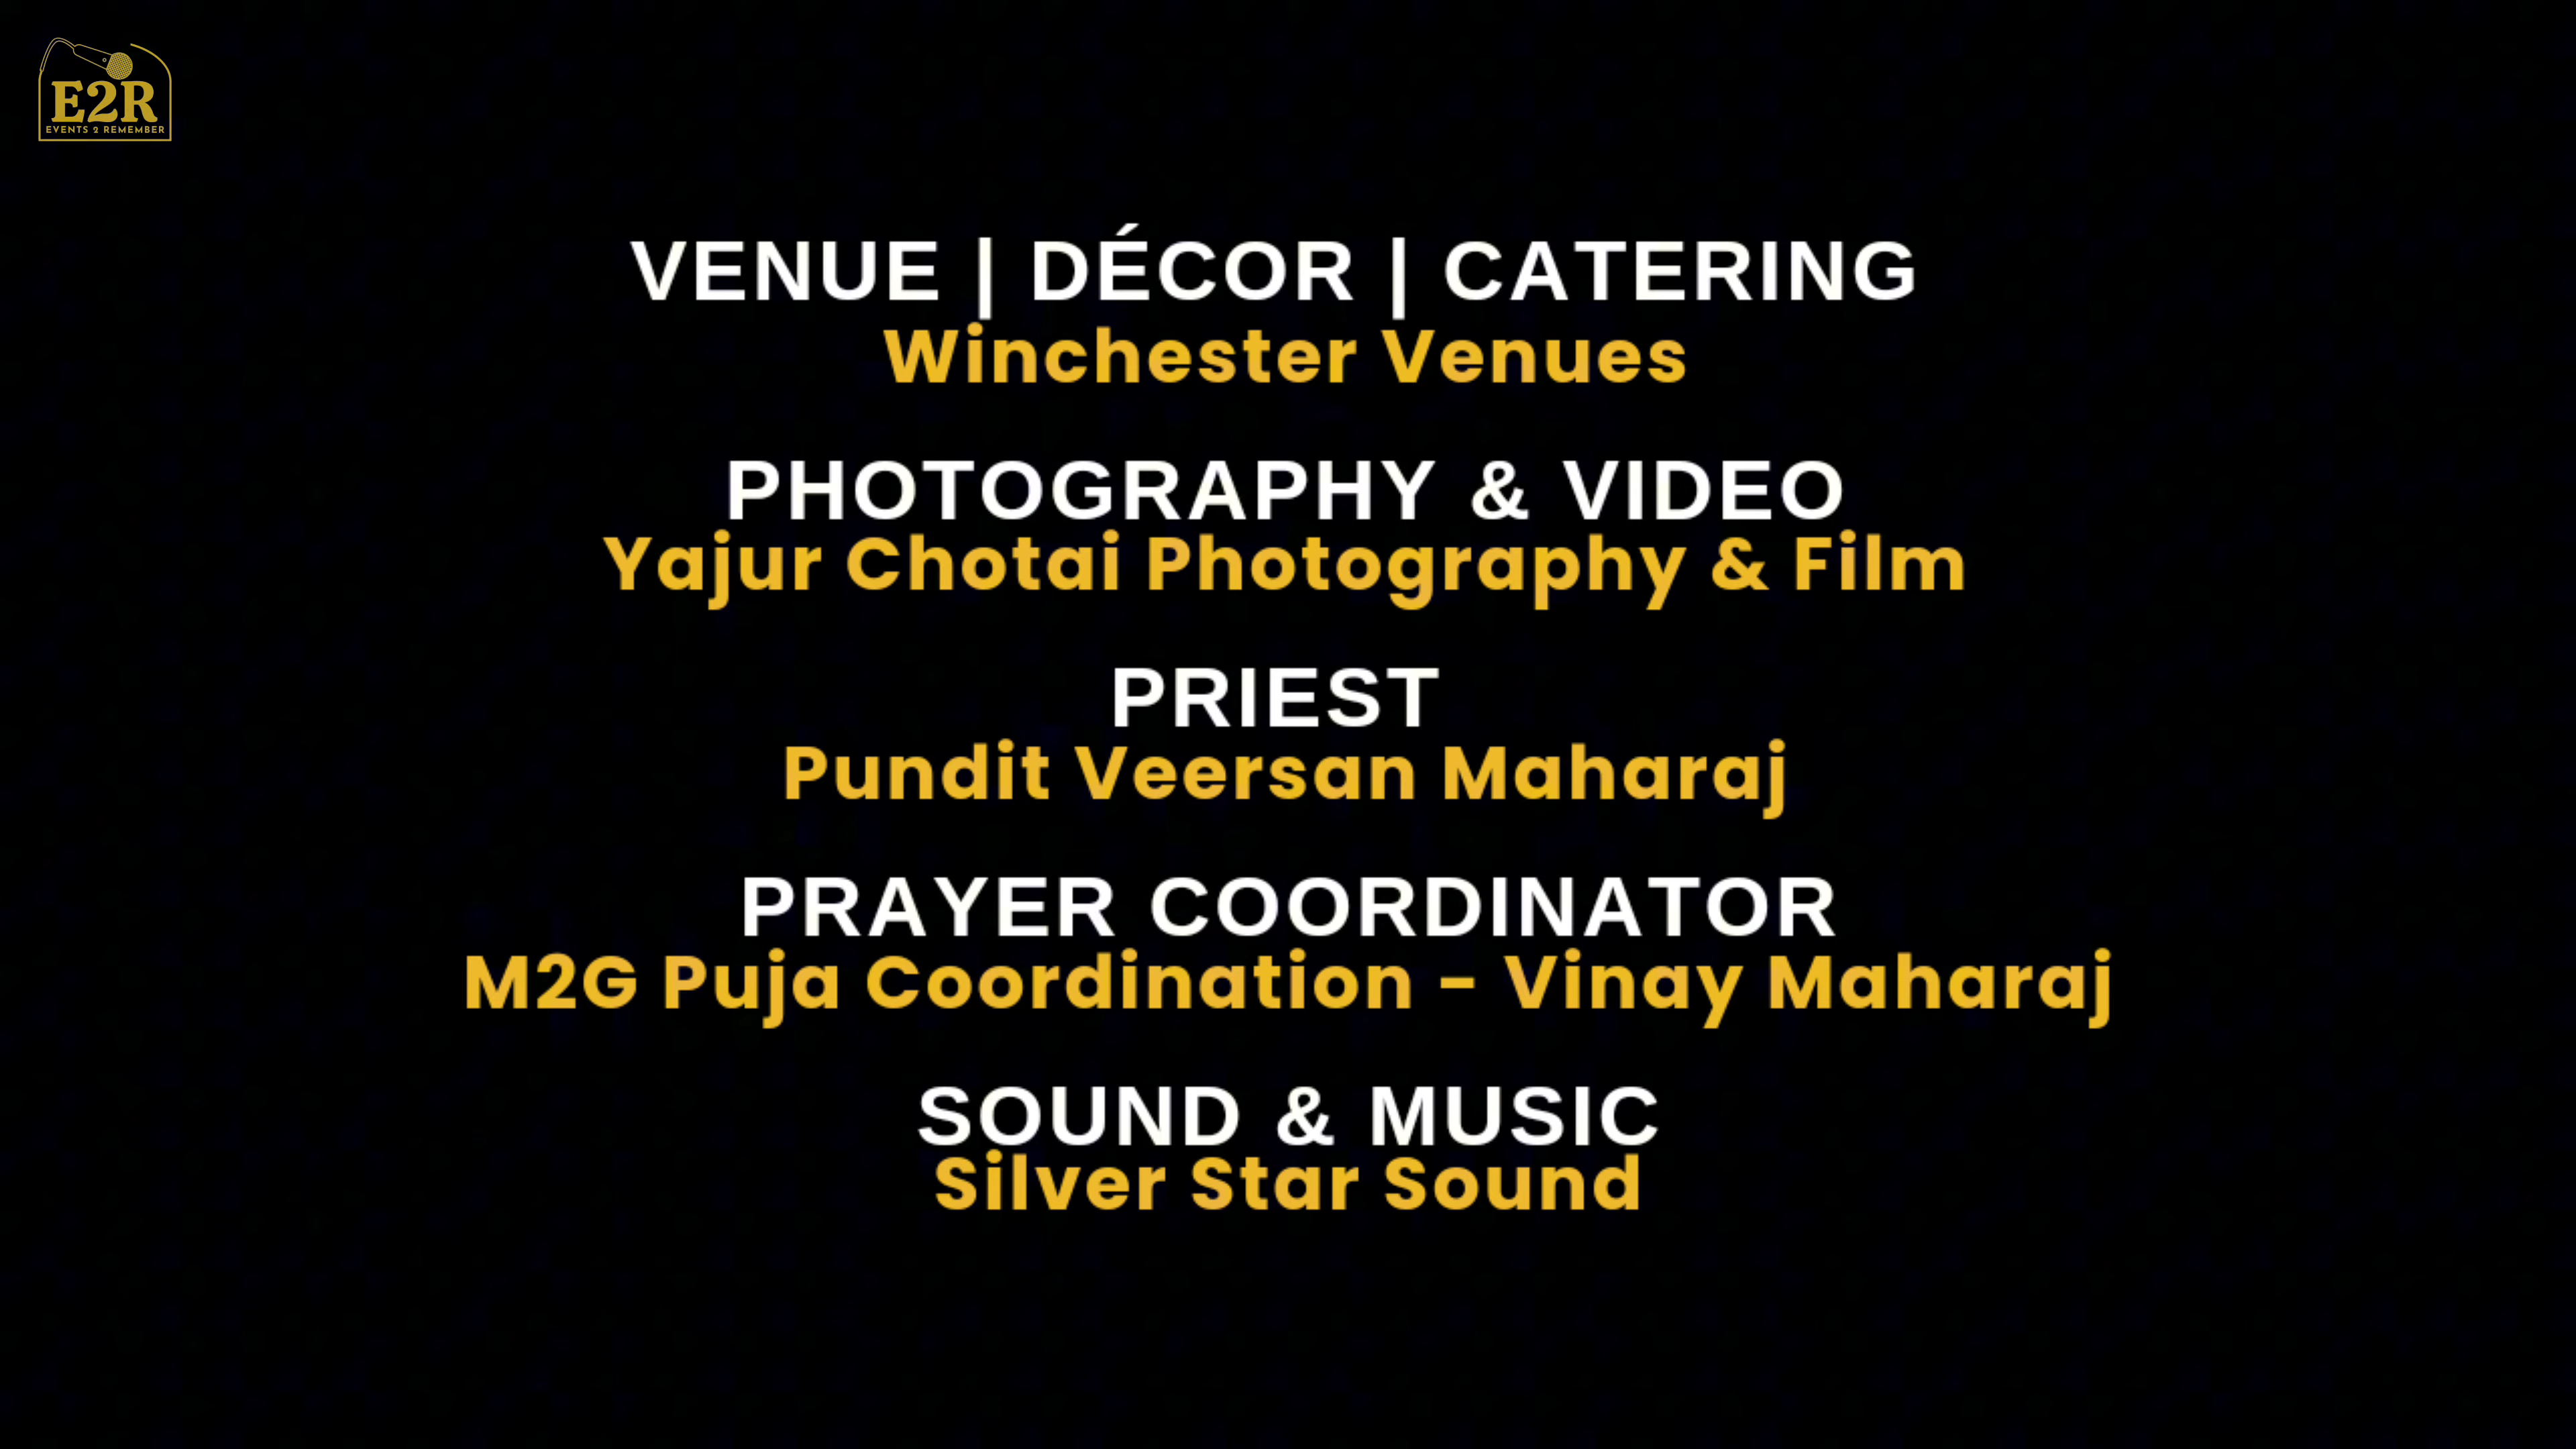 E2R
EVENTS 2 REMEMBER
VENUE | DÉCOR | CATERING
Winchester Venues
PHOTOGRAPHY & VIDEO
Yajur Chotai Photography & Film
PRIEST
Pundit Veersan Maharaj
PRAYER COORDINATOR
M2G Puja Coordination - Vinay Maharaj
SOUND & MUSIC
Silver Star Sound